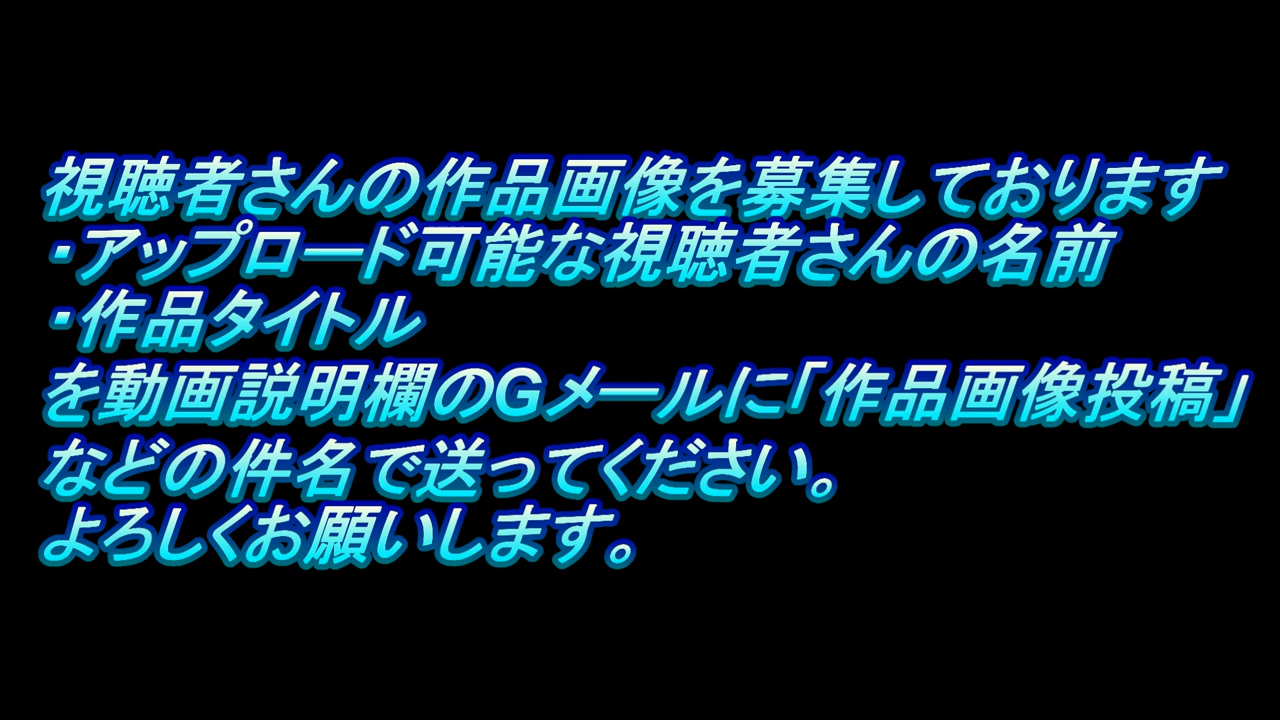 視聴者さんの作品画像を募集しております
・アップロード可能な視聴者さんの名前
・作品タイトル
を動画説明欄のGメールに「作品画像投稿」
などの件名で送ってください。
よろしくお願いします。